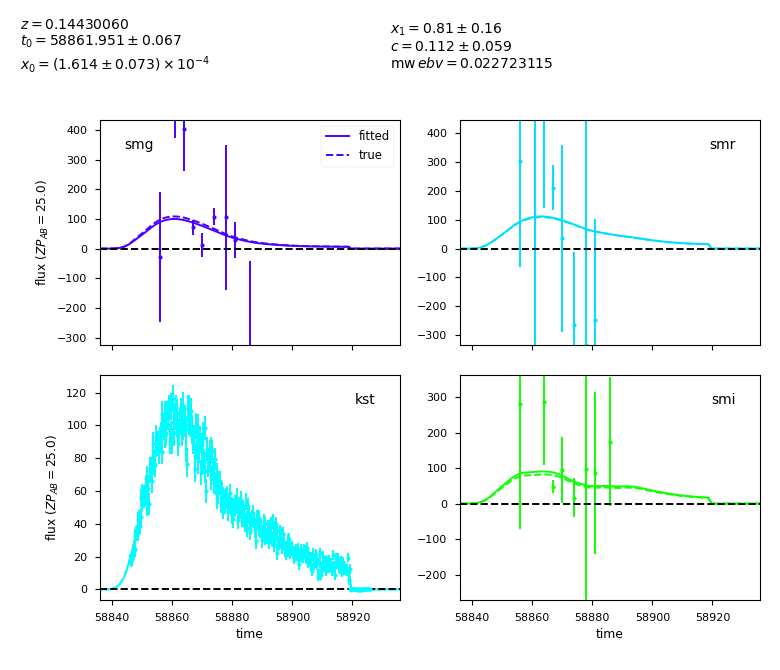 z = 0.14430060
t₀ = 58861.951 ± 0.067
x₀ = (1.614 ± 0.073) × 10⁻⁴
x₁ = 0.81 ± 0.16
c = 0.112 ± 0.059
mw ebv = 0.022723115
smg
fitted
true
400
300
200
100
0
−100
−200
−300
flux (ZP_AB = 25.0)
smr
400
300
200
100
0
−100
−200
−300
kst
120
100
80
60
40
20
0
flux (ZP_AB = 25.0)
58840 58860 58880 58900 58920
time
smi
300
200
100
0
−100
−200
58840 58860 58880 58900 58920
time